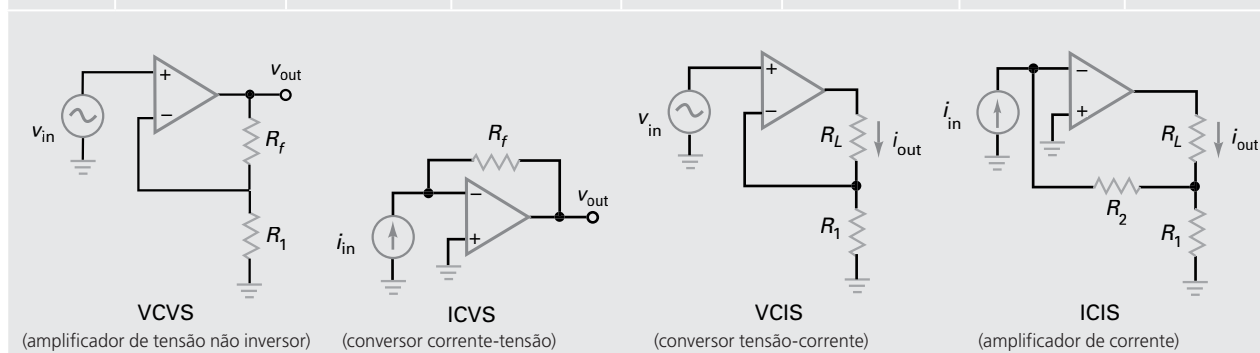 v_in
+
−
v_out
R_f
R_1
VCVS
(amplificador de tensão não inversor)
i_in
R_f
−
+
v_out
ICVS
(conversor corrente-tensão)
v_in
+
−
R_L
i_out
R_1
VCIS
(conversor tensão-corrente)
i_in
−
+
R_L
i_out
R_2
R_1
ICIS
(amplificador de corrente)